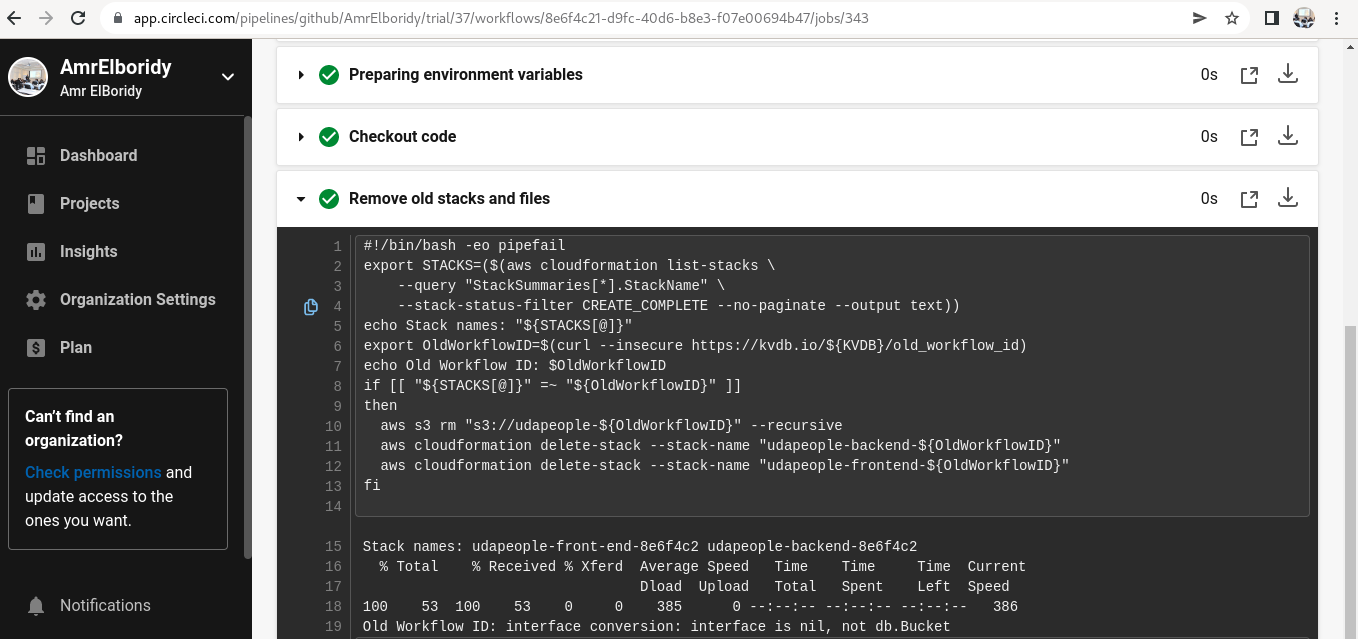 app.circleci.com/pipelines/github/AmrElboridy/trial/37/workflows/8e6f4c21-d9fc-40d6-b8e3-f07e00694b47/jobs/343
AmrElboridy
Amr ElBoridy
Dashboard
Projects
Insights
Organization Settings
Plan
Can't find an
organization?
Check permissions and
update access to the
ones you want.
Notifications
Preparing environment variables 0s
Checkout code 0s
Remove old stacks and files 0s
1 #!/bin/bash -eo pipefail
2 export STACKS=($(aws cloudformation list-stacks \
3     --query "StackSummaries[*].StackName" \
4     --stack-status-filter CREATE_COMPLETE --no-paginate --output text))
5 echo Stack names: "${STACKS[@]}"
6 export OldWorkflowID=$(curl --insecure https://kvdb.io/${KVDB}/old_workflow_id)
7 echo Old Workflow ID: $OldWorkflowID
8 if [[ "${STACKS[@]}" =~ "${OldWorkflowID}" ]]
9 then
10   aws s3 rm "s3://udapeople-${OldWorkflowID}" --recursive
11   aws cloudformation delete-stack --stack-name "udapeople-backend-${OldWorkflowID}"
12   aws cloudformation delete-stack --stack-name "udapeople-frontend-${OldWorkflowID}"
13 fi
14
15 Stack names: udapeople-front-end-8e6f4c2 udapeople-backend-8e6f4c2
16   % Total    % Received % Xferd  Average Speed   Time    Time     Time  Current
17                                  Dload  Upload   Total   Spent    Left  Speed
18 100    53  100    53    0     0    385      0 --:--:-- --:--:-- --:--:--   386
19 Old Workflow ID: interface conversion: interface is nil, not db.Bucket